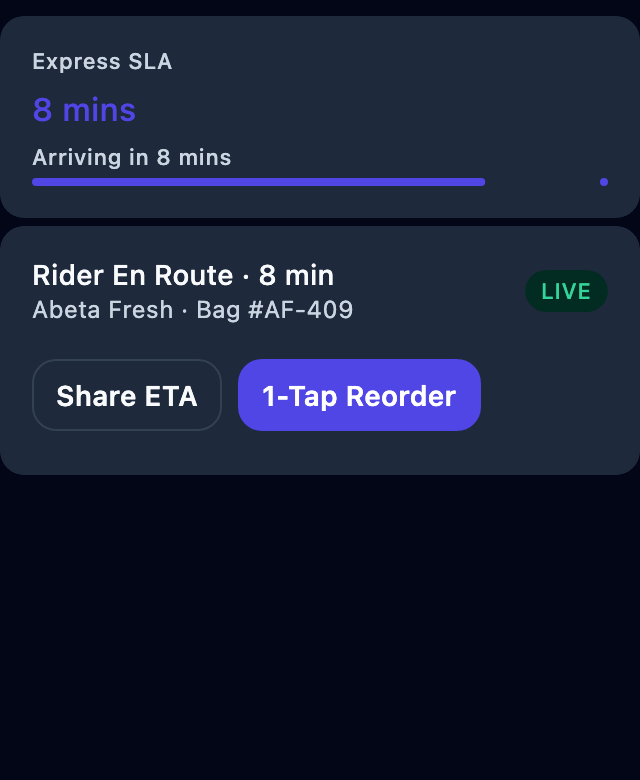 Express SLA
8 mins
Arriving in 8 mins
Rider En Route · 8 min
Abeta Fresh · Bag #AF-409
LIVE
Share ETA
1-Tap Reorder